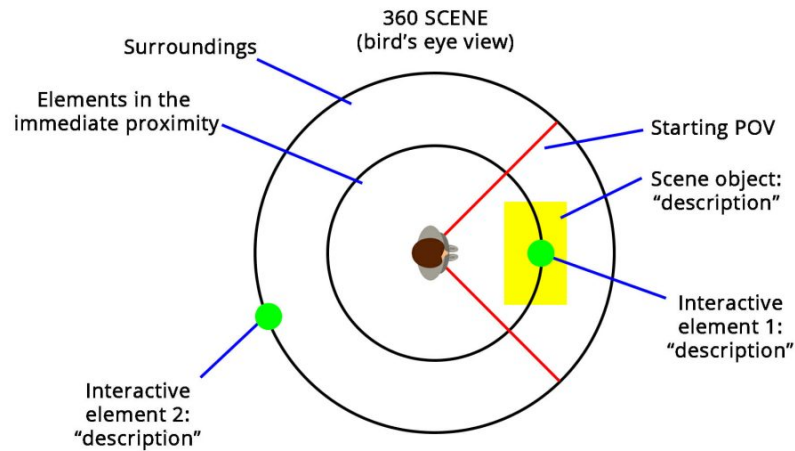 360 SCENE
(bird's eye view)
Surroundings
Elements in the
immediate proximity
Starting POV
Scene object:
“description”
Interactive
element 1:
“description”
Interactive
element 2:
“description”